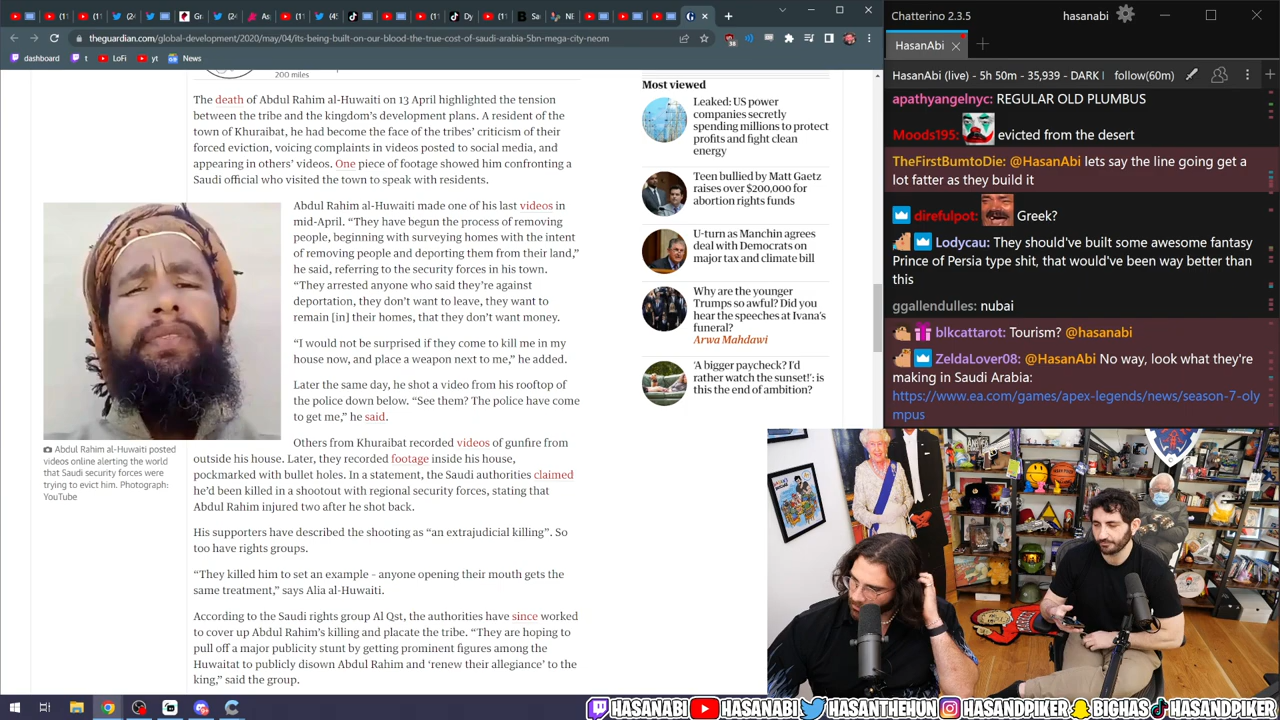 (11
(11
(11
(24
Gr
(24
As
(11
(45
(11
Dy
(11
Sa
NE
theguardian.com/global-development/2020/may/04/its-being-built-on-our-blood-the-true-cost-of-saudi-arabia-5bn-mega-city-neom
38
dashboard
t
LoFi
yt
News
200 miles
The death of Abdul Rahim al-Huwaiti on 13 April highlighted the tension
between the tribe and the kingdom's development plans. A resident of the
town of Khuraibat, he had become the face of the tribes' criticism of their
forced eviction, voicing complaints in videos posted to social media, and
appearing in others' videos. One piece of footage showed him confronting a
Saudi official who visited the town to speak with residents.
Abdul Rahim al-Huwaiti made one of his last videos in
mid-April. “They have begun the process of removing
people, beginning with surveying homes with the intent
of removing people and deporting them from their land,”
he said, referring to the security forces in his town.
“They arrested anyone who said they're against
deportation, they don't want to leave, they want to
remain [in] their homes, that they don't want money.
“I would not be surprised if they come to kill me in my
house now, and place a weapon next to me,” he added.
Later the same day, he shot a video from his rooftop of
the police down below. “See them? The police have come
to get me,” he said.
Others from Khuraibat recorded videos of gunfire from
outside his house. Later, they recorded footage inside his house,
pockmarked with bullet holes. In a statement, the Saudi authorities claimed
he'd been killed in a shootout with regional security forces, stating that
Abdul Rahim injured two after he shot back.
His supporters have described the shooting as “an extrajudicial killing”. So
too have rights groups.
“They killed him to set an example – anyone opening their mouth gets the
same treatment,” says Alia al-Huwaiti.
According to the Saudi rights group Al Qst, the authorities have since worked
to cover up Abdul Rahim's killing and placate the tribe. “They are hoping to
pull off a major publicity stunt by getting prominent figures among the
Huwaitat to publicly disown Abdul Rahim and ‘renew their allegiance’ to the
king,” said the group.
Abdul Rahim al-Huwaiti posted
videos online alerting the world
that Saudi security forces were
trying to evict him. Photograph:
YouTube
Most viewed
Leaked: US power
companies secretly
spending millions to protect
profits and fight clean
energy
Teen bullied by Matt Gaetz
raises over $200,000 for
abortion rights funds
U-turn as Manchin agrees
deal with Democrats on
major tax and climate bill
Why are the younger
Trumps so awful? Did you
hear the speeches at Ivana's
funeral?
Arwa Mahdawi
‘A bigger paycheck? I'd
rather watch the sunset!’: is
this the end of ambition?
Chatterino 2.3.5
hasanabi
HasanAbi
HasanAbi (live) - 5h 50m - 35,939 - DARK
follow(60m)
apathyangelnyc: REGULAR OLD PLUMBUS
Moods195: evicted from the desert
TheFirstBumtoDie: @HasanAbi lets say the line going get a
lot fatter as they build it
direfulpot: Greek?
Lodycau: They should've built some awesome fantasy
Prince of Persia type shit, that would've been way better than
this
ggallendulles: nubai
blkcattarot: Tourism? @hasanabi
ZeldaLover08: @HasanAbi No way, look what they're
making in Saudi Arabia:
https://www.ea.com/games/apex-legends/news/season-7-oly
mpus
HASANABI HASANABI HASANTHEHUN HASANDPIKER BIGHAS HASANDPIKER